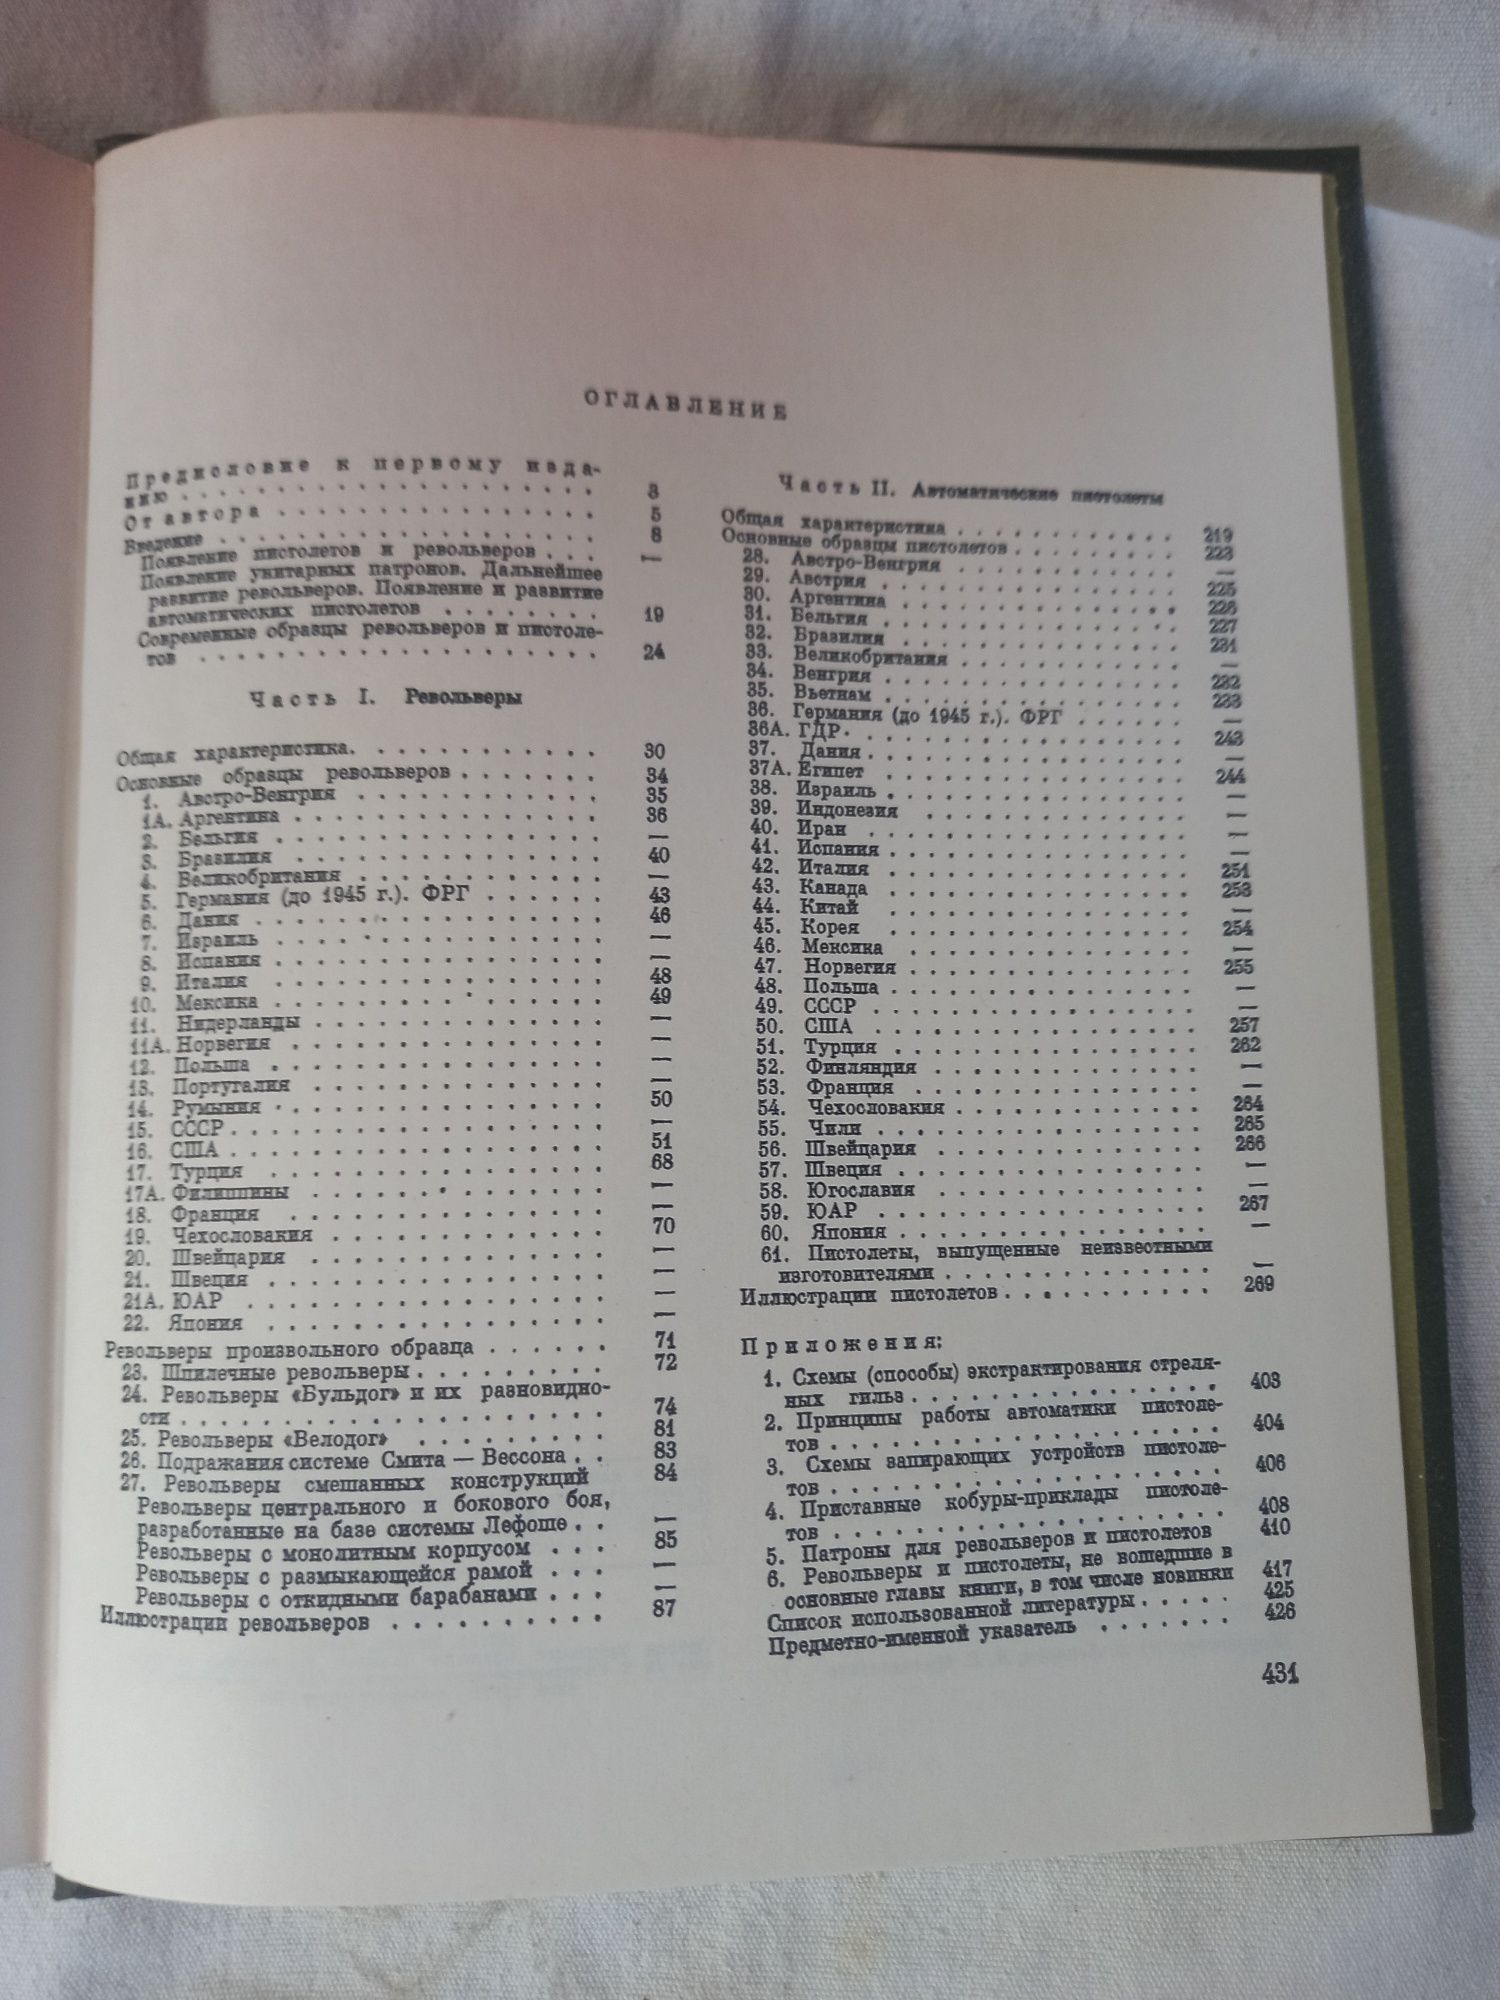 ОГЛАВЛЕНИЕ
Предисловие к первому изда-
нию . . . . . . . . . . . . . . . . . . . . 3
От автора . . . . . . . . . . . . . . . 5
Введение . . . . . . . . . . . . . . . . . 8
Появление пистолетов и револьверов . . . —
Появление унитарных патронов. Дальнейшее
развитие револьверов. Появление и развитие
автоматических пистолетов . . . . . . . . 19
Современные образцы револьверов и пистоле-
тов . . . . . . . . . . . . . . . . . . 24
Часть I. Револьверы
Общая характеристика. . . . . . . . . . . 30
Основные образцы револьверов . . . . . . . 34
1. Австро-Венгрия . . . . . . . . . . . . 35
1А. Аргентина . . . . . . . . . . . . . . 36
2. Бельгия . . . . . . . . . . . . . . . —
3. Бразилия . . . . . . . . . . . . . . 40
4. Великобритания . . . . . . . . . . . . —
5. Германия (до 1945 г.). ФРГ . . . . . . 43
6. Дания . . . . . . . . . . . . . . . . 46
7. Израиль . . . . . . . . . . . . . . . —
8. Испания . . . . . . . . . . . . . . . —
9. Италия . . . . . . . . . . . . . . . 48
10. Мексика . . . . . . . . . . . . . . . 49
11. Нидерланды . . . . . . . . . . . . . —
11А. Норвегия . . . . . . . . . . . . . . —
12. Польша . . . . . . . . . . . . . . . —
13. Португалия . . . . . . . . . . . . . —
14. Румыния . . . . . . . . . . . . . . . 50
15. СССР . . . . . . . . . . . . . . . . —
16. США . . . . . . . . . . . . . . . . . 51
17. Турция . . . . . . . . . . . . . . . 68
17А. Филиппины . . . . . . . . . . . . . —
18. Франция . . . . . . . . . . . . . . —
19. Чехословакия . . . . . . . . . . . . 70
20. Швейцария . . . . . . . . . . . . . —
21. Швеция . . . . . . . . . . . . . . . —
21А. ЮАР . . . . . . . . . . . . . . . . —
22. Япония . . . . . . . . . . . . . . . —
Револьверы произвольного образца . . . . . . 71
23. Шпилечные револьверы . . . . . . . . 72
24. Револьверы «Бульдог» и их разновидно-
сти . . . . . . . . . . . . . . . . . . 74
25. Револьверы «Велодог» . . . . . . . . 81
26. Подражания системе Смита — Вессона . . 83
27. Револьверы смешанных конструкций 84
Револьверы центрального и бокового боя,
разработанные на базе системы Лефоше . . —
Револьверы с монолитным корпусом . . . 85
Револьверы с размыкающейся рамой . . . —
Револьверы с откидными барабанами . . . —
Иллюстрации револьверов . . . . . . . . . 87
Часть II. Автоматические пистолеты
Общая характеристика . . . . . . . . . . . . 219
Основные образцы пистолетов . . . . . . . . . 223
28. Австро-Венгрия . . . . . . . . . . . . —
29. Австрия . . . . . . . . . . . . . . . 225
30. Аргентина . . . . . . . . . . . . . . 226
31. Бельгия . . . . . . . . . . . . . . . 227
32. Бразилия . . . . . . . . . . . . . . . 231
33. Великобритания . . . . . . . . . . . . —
34. Венгрия . . . . . . . . . . . . . . . 232
35. Вьетнам . . . . . . . . . . . . . . . 233
36. Германия (до 1945 г.). ФРГ . . . . . . —
36А. ГДР . . . . . . . . . . . . . . . . . 243
37. Дания . . . . . . . . . . . . . . . . —
37А. Египет . . . . . . . . . . . . . . . 244
38. Израиль . . . . . . . . . . . . . . . —
39. Индонезия . . . . . . . . . . . . . . —
40. Иран . . . . . . . . . . . . . . . . —
41. Испания . . . . . . . . . . . . . . . —
42. Италия . . . . . . . . . . . . . . . 251
43. Канада . . . . . . . . . . . . . . . 253
44. Китай . . . . . . . . . . . . . . . . —
45. Корея . . . . . . . . . . . . . . . . 254
46. Мексика . . . . . . . . . . . . . . . —
47. Норвегия . . . . . . . . . . . . . . 255
48. Польша . . . . . . . . . . . . . . . —
49. СССР . . . . . . . . . . . . . . . . —
50. США . . . . . . . . . . . . . . . . . 257
51. Турция . . . . . . . . . . . . . . . 262
52. Финляндия . . . . . . . . . . . . . . —
53. Франция . . . . . . . . . . . . . . . —
54. Чехословакия . . . . . . . . . . . . . 264
55. Чили . . . . . . . . . . . . . . . . 265
56. Швейцария . . . . . . . . . . . . . . 266
57. Швеция . . . . . . . . . . . . . . . —
58. Югославия . . . . . . . . . . . . . . —
59. ЮАР . . . . . . . . . . . . . . . . . 267
60. Япония . . . . . . . . . . . . . . . —
61. Пистолеты, выпущенные неизвестными
изготовителями . . . . . . . . . . . . . —
Иллюстрации пистолетов . . . . . . . . . . . 269
Приложения:
1. Схемы (способы) экстрактирования стреля-
ных гильз . . . . . . . . . . . . . . . 403
2. Принципы работы автоматики пистоле-
тов . . . . . . . . . . . . . . . . . . 404
3. Схемы запирающих устройств пистоле-
тов . . . . . . . . . . . . . . . . . . 406
4. Приставные кобуры-приклады пистоле-
тов . . . . . . . . . . . . . . . . . . 408
5. Патроны для револьверов и пистолетов 410
6. Револьверы и пистолеты, не вошедшие в
основные главы книги, в том числе новинки 417
Список использованной литературы . . . . . 425
Предметно-именной указатель . . . . . . . 426
431